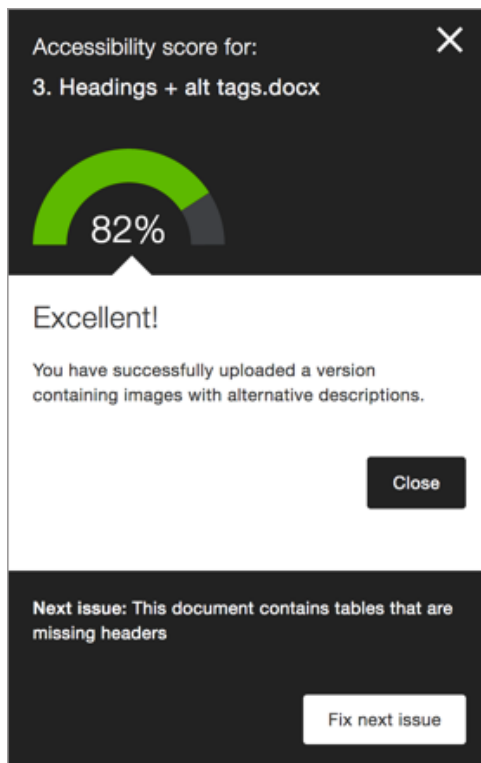 Accessibility score for:
3. Headings + alt tags.docx
82%
Excellent!
You have successfully uploaded a version
containing images with alternative descriptions.
Close
Next issue: This document contains tables that are
missing headers
Fix next issue